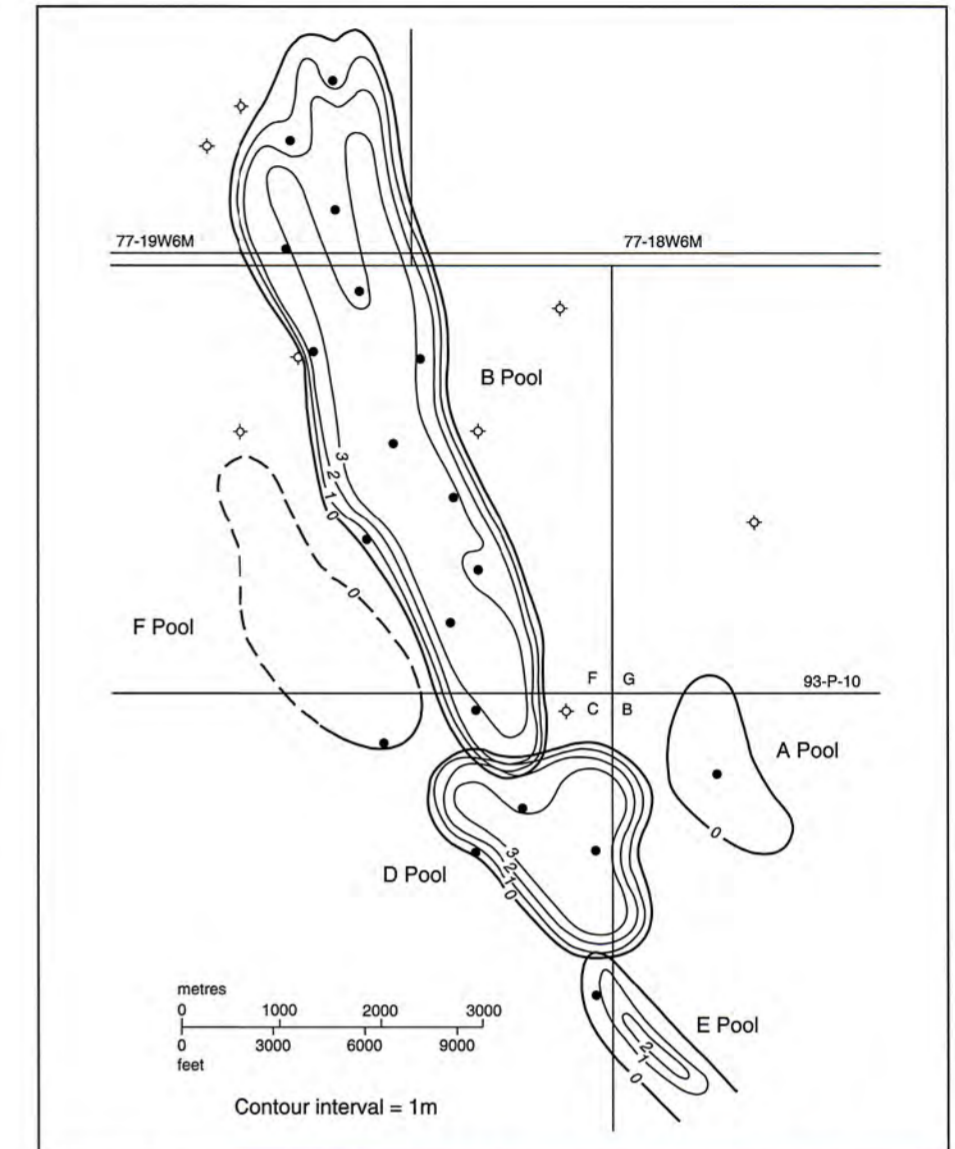 77-19W6M
77-18W6M
B Pool
3
2
1
0
0
F Pool
F
G
93-P-10
C
B
A Pool
0
3
2
1
0
D Pool
metres
0
1000
2000
3000
0
3000
6000
9000
feet
E Pool
2
1
0
Contour interval = 1m